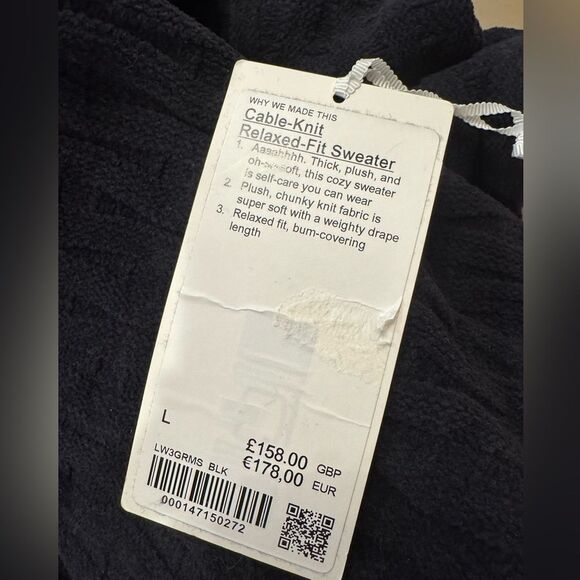 WHY WE MADE THIS
Cable-Knit
Relaxed-Fit Sweater
1. Aaaahhhh. Thick, plush, and
oh-so-soft, this cozy sweater
is self-care you can wear
2. Plush, chunky knit fabric is
super soft with a weighty drape
3. Relaxed fit, bum-covering
length
L
£158.00 GBP
€178,00 EUR
LW3GRMS BLK
000147150272